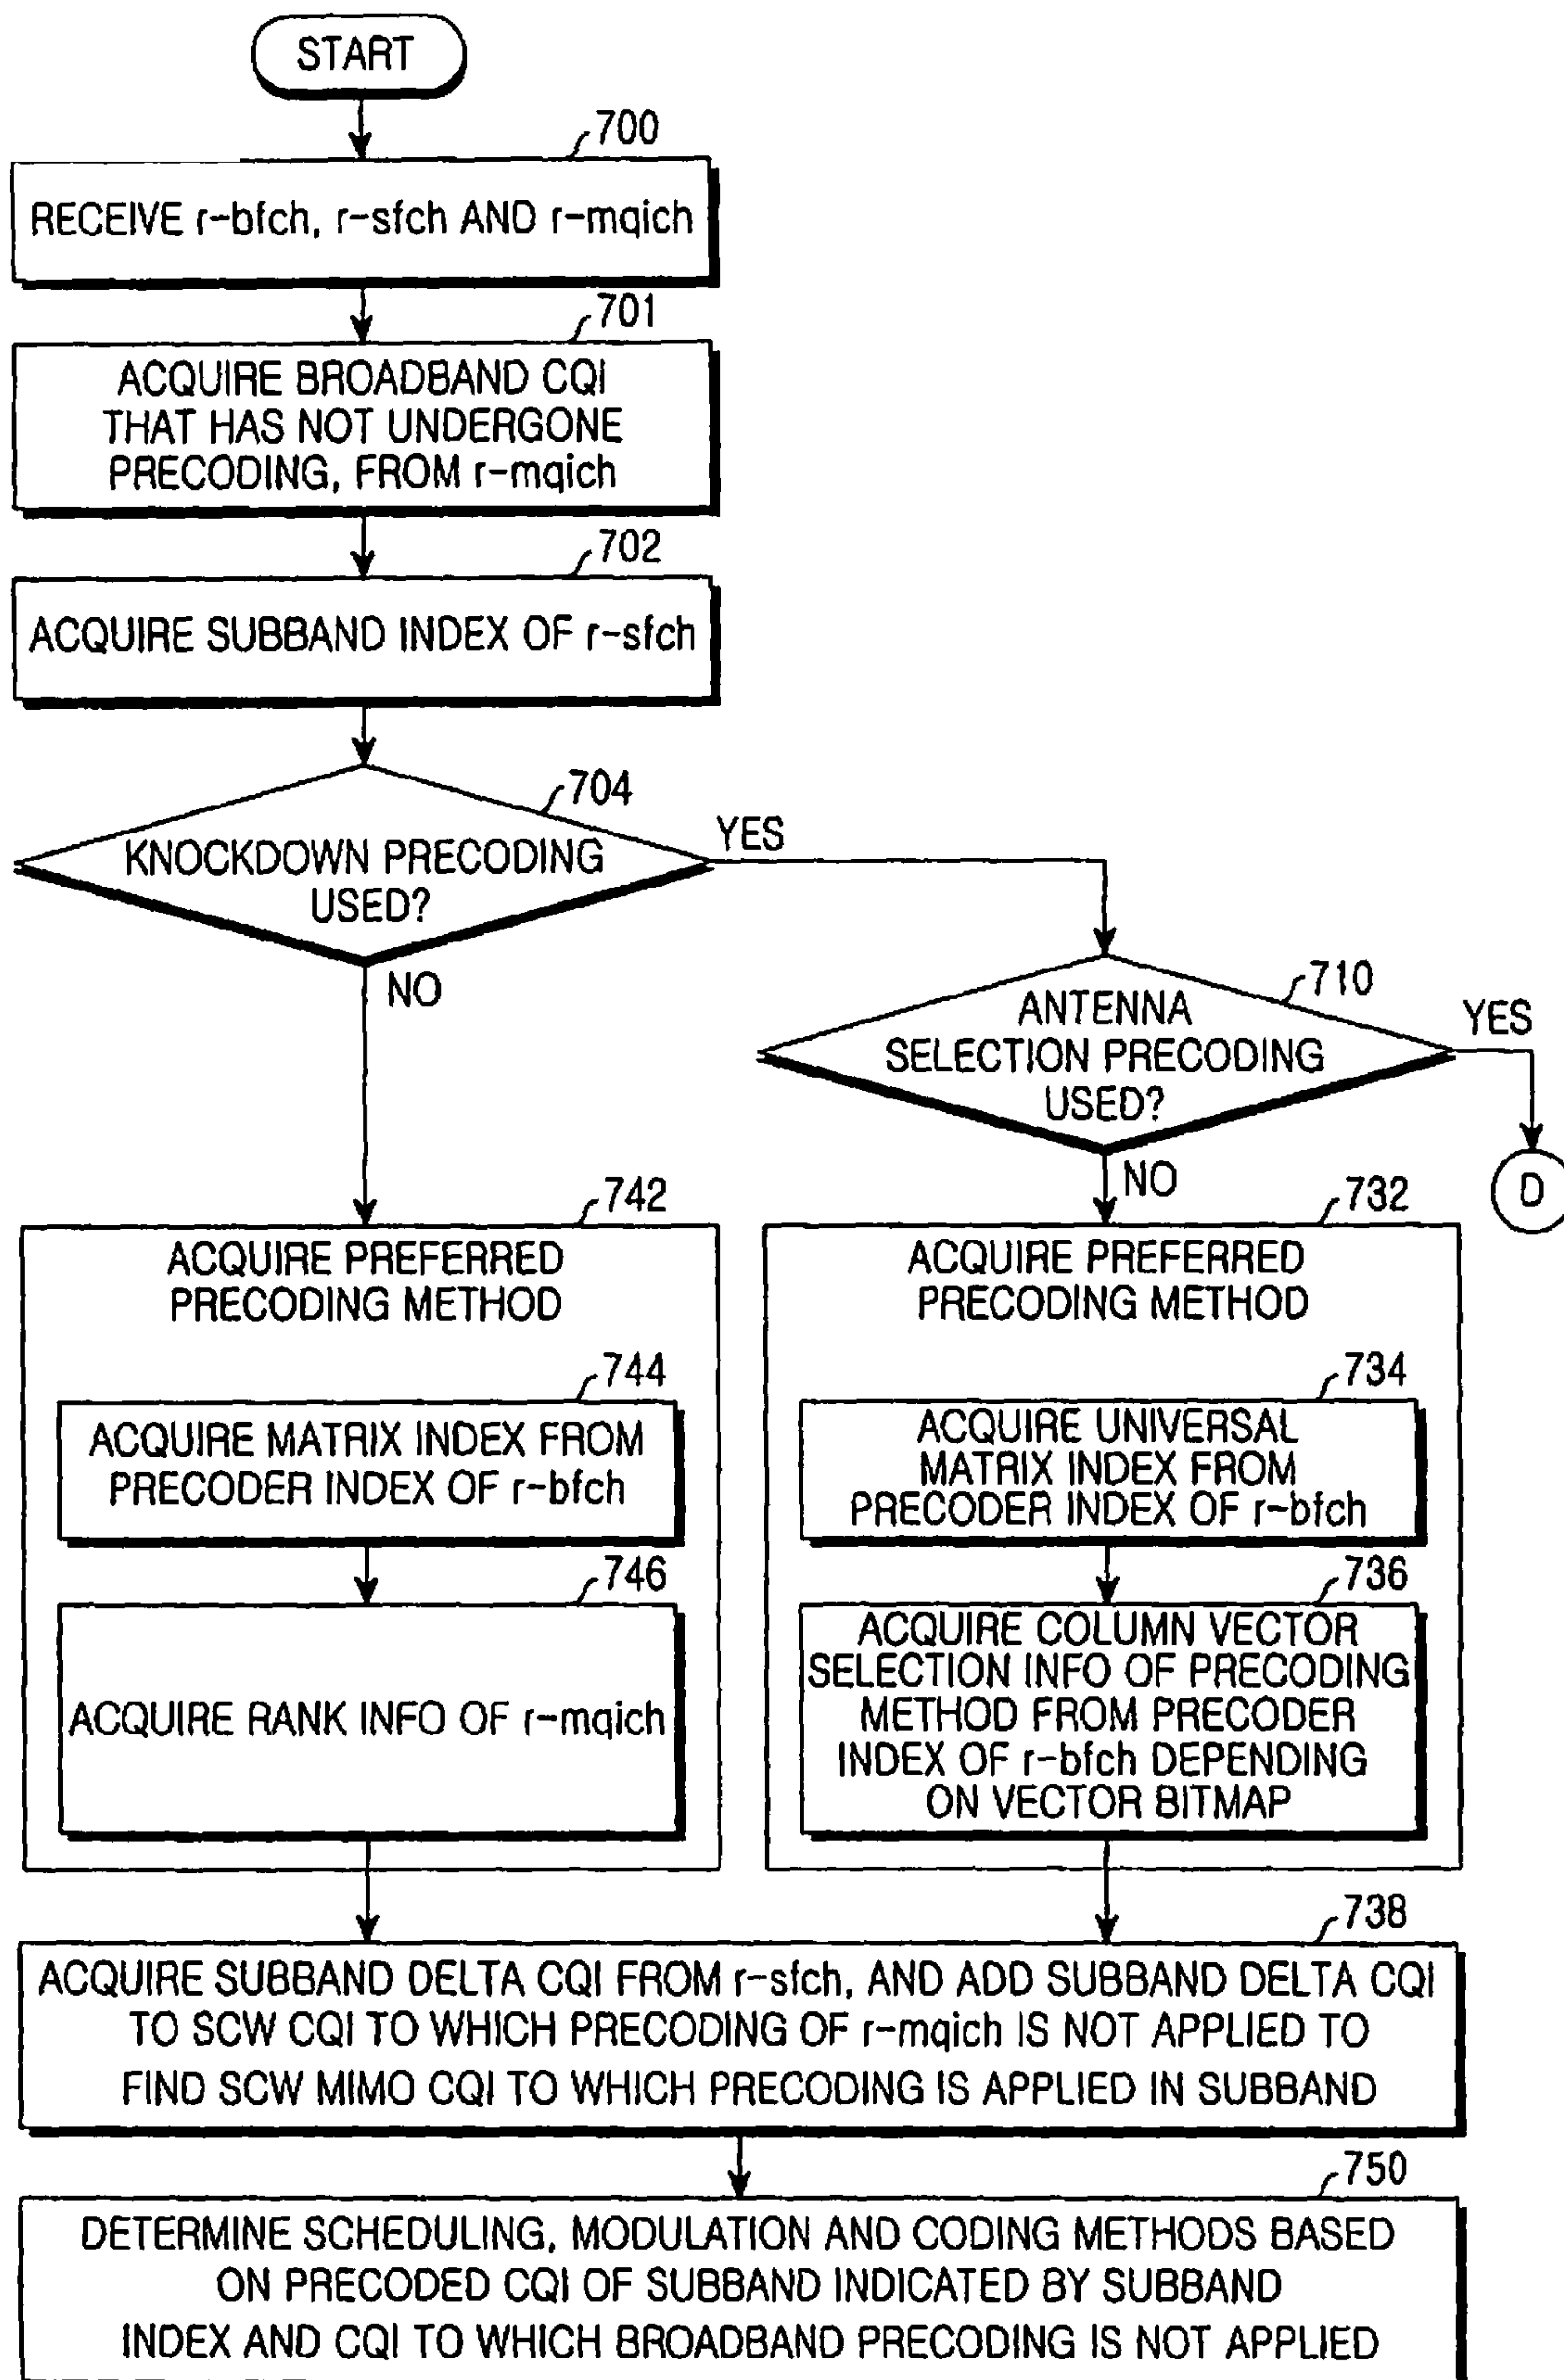 START
700
RECEIVE r-bfch, r-sfch AND r-mqich
701
ACQUIRE BROADBAND CQI
THAT HAS NOT UNDERGONE
PRECODING, FROM r-mqich
702
ACQUIRE SUBBAND INDEX OF r-sfch
704
KNOCKDOWN PRECODING
USED?
YES
NO
710
ANTENNA
SELECTION PRECODING
USED?
YES
NO
D
742
ACQUIRE PREFERRED
PRECODING METHOD
744
ACQUIRE MATRIX INDEX FROM
PRECODER INDEX OF r-bfch
746
ACQUIRE RANK INFO OF r-mqich
732
ACQUIRE PREFERRED
PRECODING METHOD
734
ACQUIRE UNIVERSAL
MATRIX INDEX FROM
PRECODER INDEX OF r-bfch
736
ACQUIRE COLUMN VECTOR
SELECTION INFO OF PRECODING
METHOD FROM PRECODER
INDEX OF r-bfch DEPENDING
ON VECTOR BITMAP
738
ACQUIRE SUBBAND DELTA CQI FROM r-sfch, AND ADD SUBBAND DELTA CQI
TO SCW CQI TO WHICH PRECODING OF r-mqich IS NOT APPLIED TO
FIND SCW MIMO CQI TO WHICH PRECODING IS APPLIED IN SUBBAND
750
DETERMINE SCHEDULING, MODULATION AND CODING METHODS BASED
ON PRECODED CQI OF SUBBAND INDICATED BY SUBBAND
INDEX AND CQI TO WHICH BROADBAND PRECODING IS NOT APPLIED